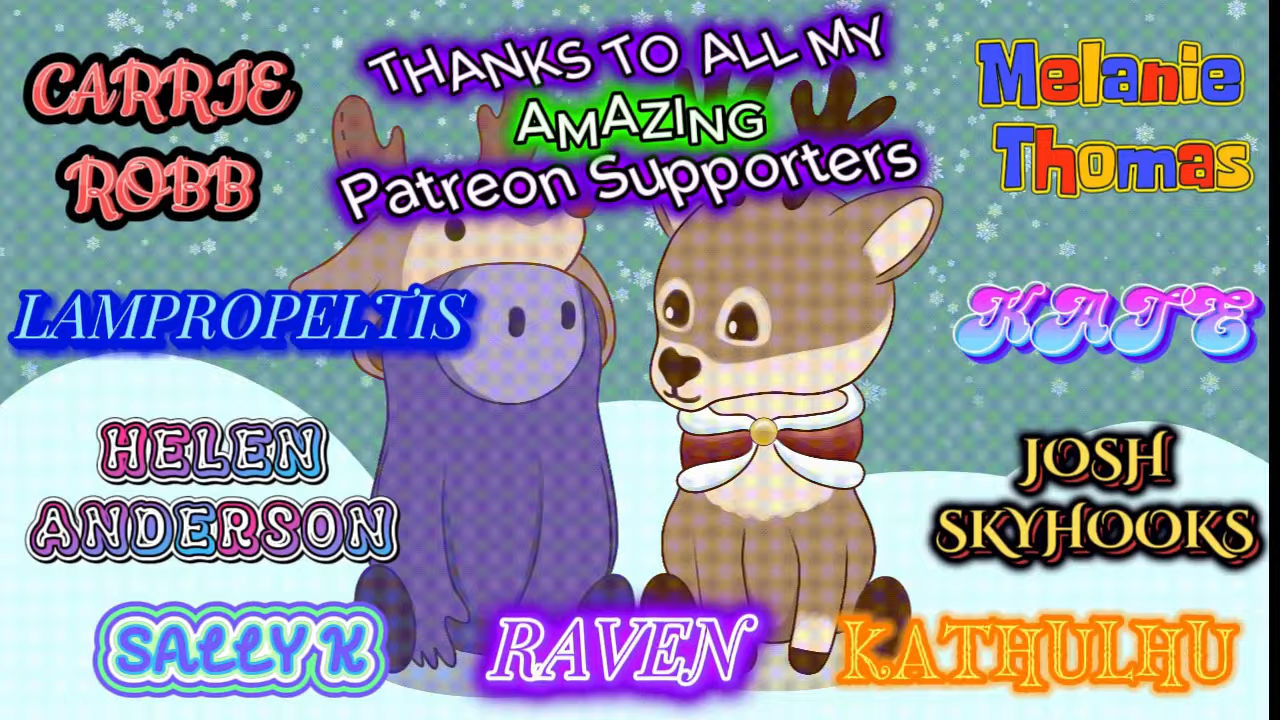 THANKS TO ALL MY
AMAZING
Patreon Supporters
CARRIE
ROBB
Melanie
Thomas
LAMPROPELTIS
KATE
HELEN
ANDERSON
JOSH
SKYHOOKS
SALLY K
RAVEN
KATHULHU